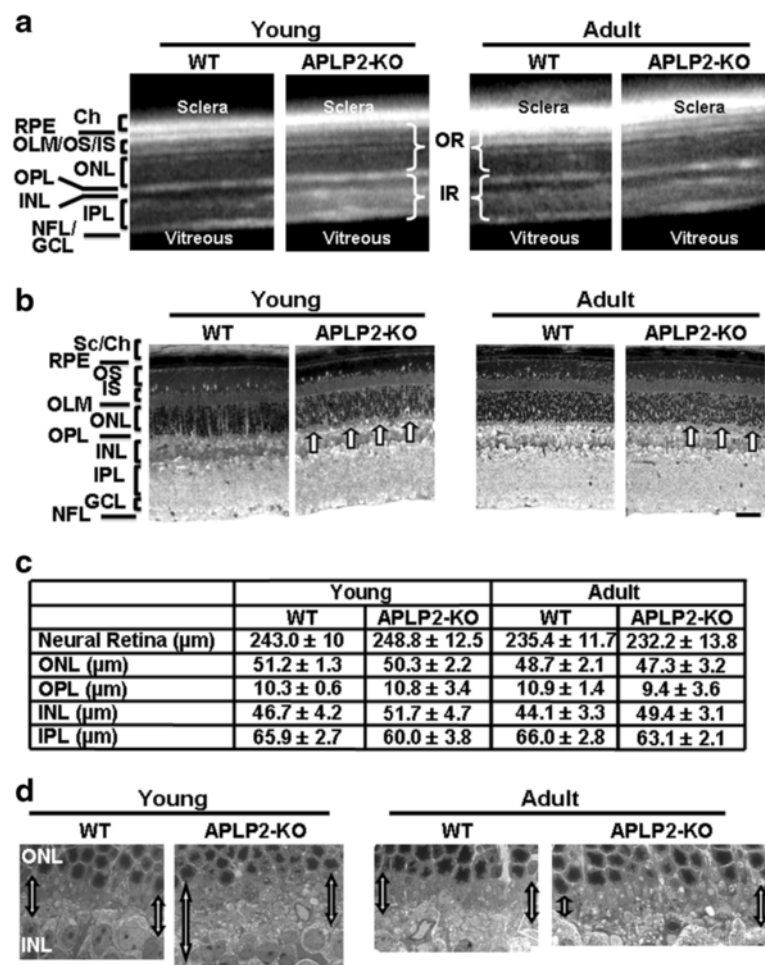 a
Young
Adult
WT
APLP2-KO
WT
APLP2-KO
Sclera
Sclera
Sclera
Sclera
Ch
RPE
OLM/OS/IS
ONL
OPL
INL
IPL
NFL/
GCL
OR
IR
Vitreous
Vitreous
Vitreous
Vitreous
b
Young
Adult
WT
APLP2-KO
WT
APLP2-KO
Sc/Ch
RPE
OS
IS
OLM
ONL
OPL
INL
IPL
GCL
NFL
c
Young Adult
WT APLP2-KO WT APLP2-KO
Neural Retina (µm) 243.0 ± 10 248.8 ± 12.5 235.4 ± 11.7 232.2 ± 13.8
ONL (µm) 51.2 ± 1.3 50.3 ± 2.2 48.7 ± 2.1 47.3 ± 3.2
OPL (µm) 10.3 ± 0.6 10.8 ± 3.4 10.9 ± 1.4 9.4 ± 3.6
INL (µm) 46.7 ± 4.2 51.7 ± 4.7 44.1 ± 3.3 49.4 ± 3.1
IPL (µm) 65.9 ± 2.7 60.0 ± 3.8 66.0 ± 2.8 63.1 ± 2.1
d
Young
Adult
WT
APLP2-KO
WT
APLP2-KO
ONL
INL